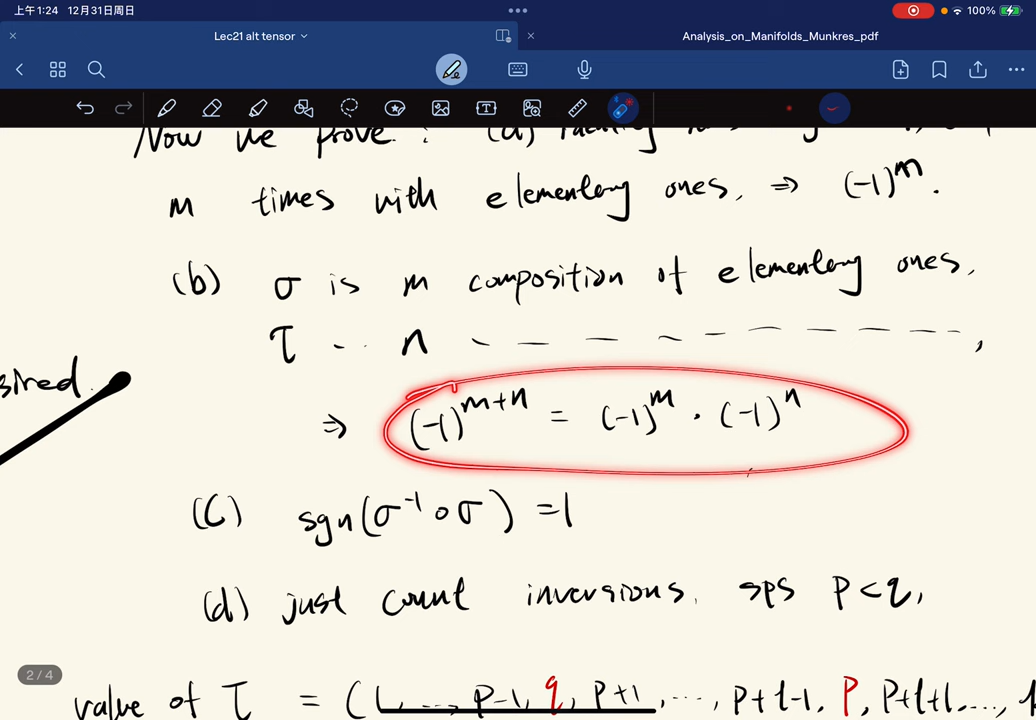 上午1:24 12月31日周日
100%
Lec21 alt tensor
Analysis_on_Manifolds_Munkres_pdf
Now we prove: (a)
m times with elementary ones, ⇒ (-1)^m.
(b) σ is m composition of elementary ones,
τ .. n - - - - - - - - - ,
sired.
⇒ (-1)^{m+n} = (-1)^m · (-1)^n
(c) sgn(σ^{-1} ∘ σ) = 1
(d) just count inversions. sps p<q,
2 / 4
value of τ = (1, ..., p-1, q, p+1, ..., p+l-1, p, p+l+1, ...,